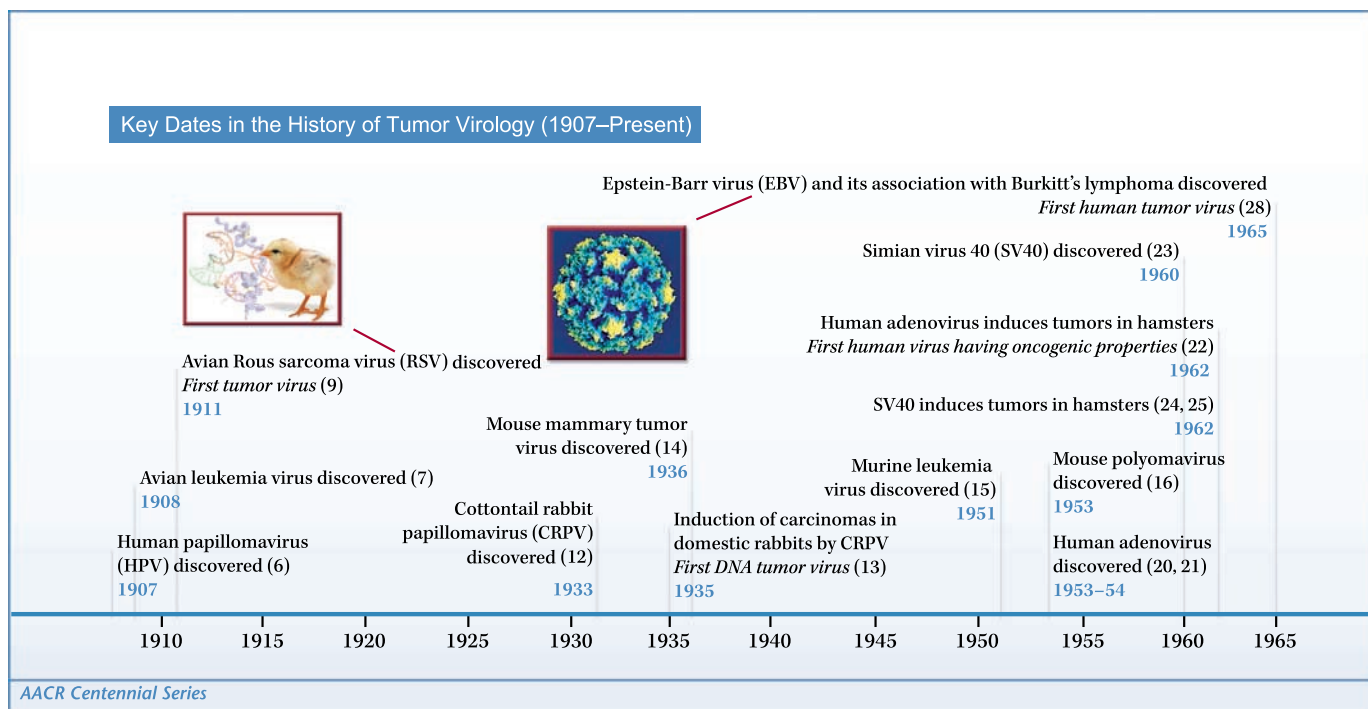 Key Dates in the History of Tumor Virology (1907–Present)
Epstein-Barr virus (EBV) and its association with Burkitt's lymphoma discovered
First human tumor virus (28)
1965
Simian virus 40 (SV40) discovered (23)
1960
Human adenovirus induces tumors in hamsters
First human virus having oncogenic properties (22)
1962
SV40 induces tumors in hamsters (24, 25)
1962
Avian Rous sarcoma virus (RSV) discovered
First tumor virus (9)
1911
Mouse mammary tumor
virus discovered (14)
1936
Avian leukemia virus discovered (7)
1908
Murine leukemia
virus discovered (15)
1951
Mouse polyomavirus
discovered (16)
1953
Human papillomavirus
(HPV) discovered (6)
1907
Cottontail rabbit
papillomavirus (CRPV)
discovered (12)
1933
Induction of carcinomas in
domestic rabbits by CRPV
First DNA tumor virus (13)
1935
Human adenovirus
discovered (20, 21)
1953–54
1910 1915 1920 1925 1930 1935 1940 1945 1950 1955 1960 1965
AACR Centennial Series